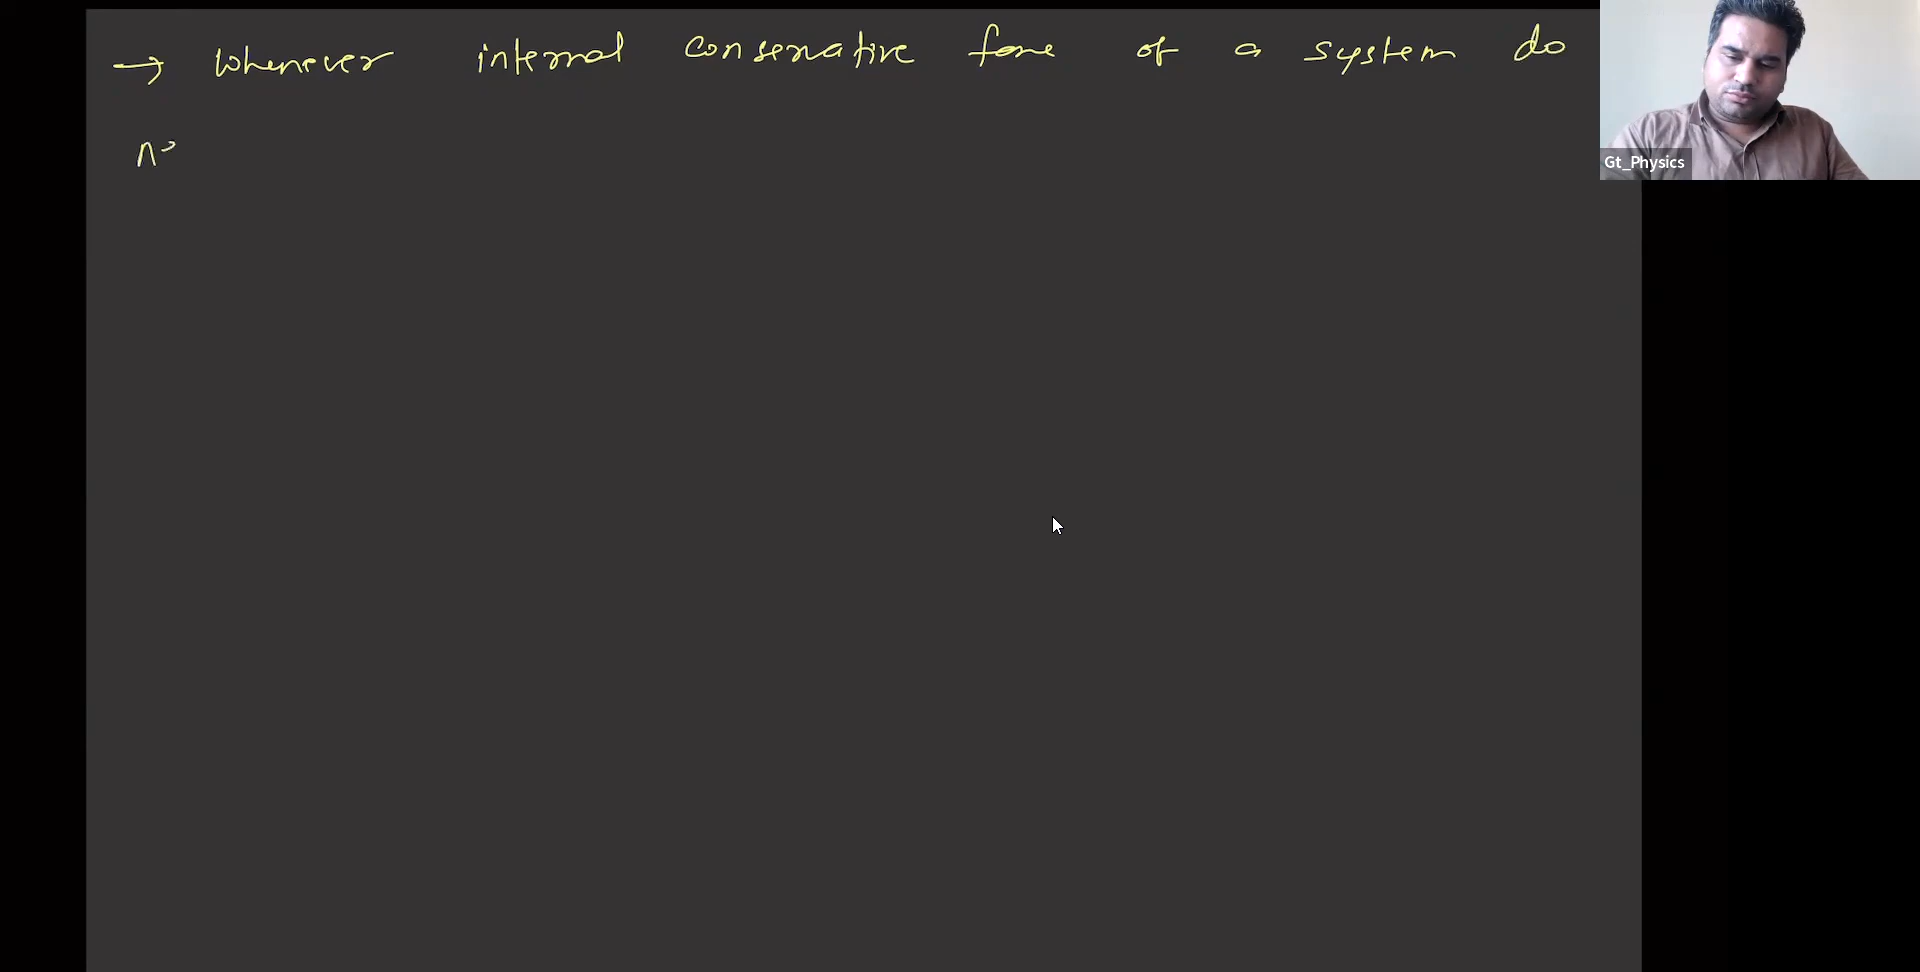 → Whenever internal conservative force of a system do
Gt_Physics